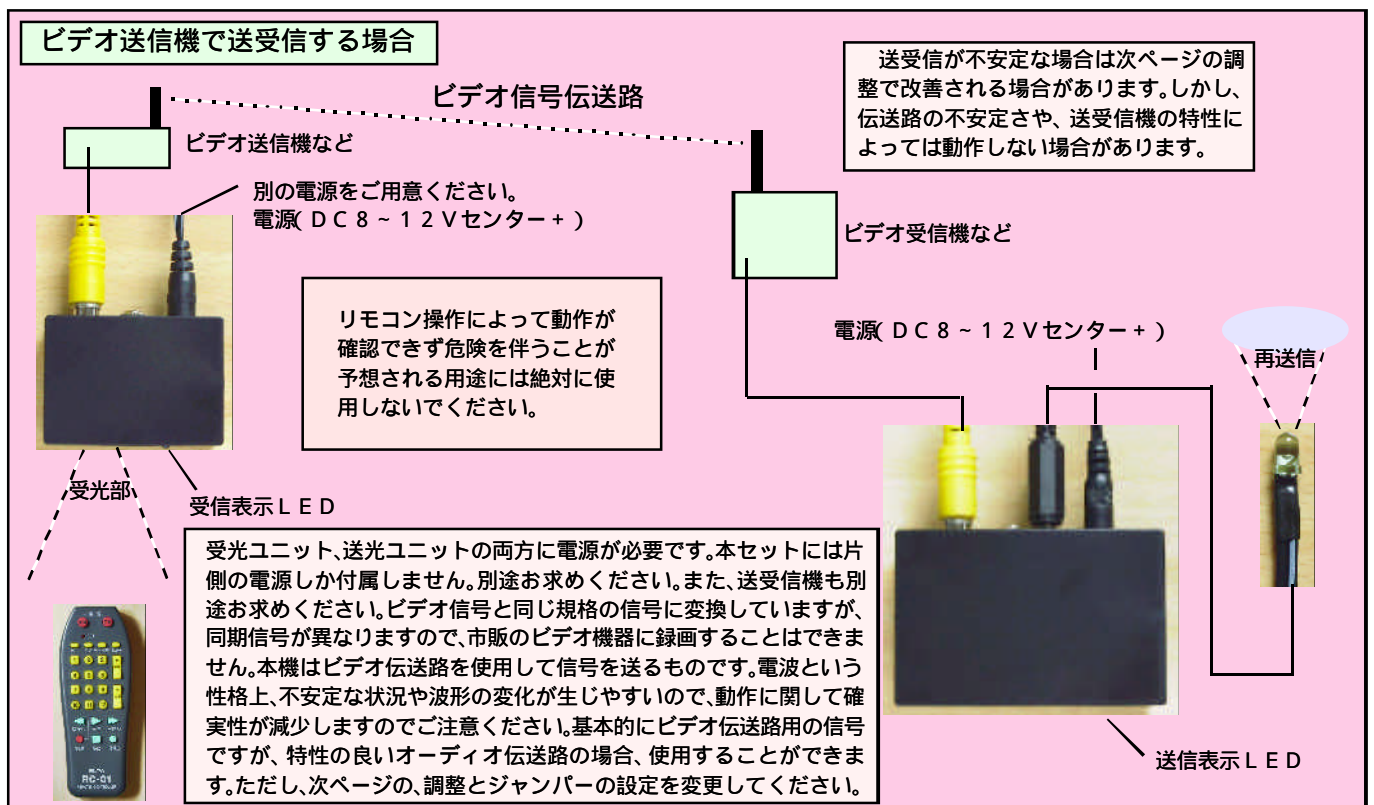 ビデオ送信機で送受信する場合
送受信が不安定な場合は次ページの調
整で改善される場合があります。しかし、
伝送路の不安定さや、送受信機の特性に
よっては動作しない場合があります。
ビデオ信号伝送路
ビデオ送信機など
別の電源をご用意ください。
電源(DC8~12Vセンター+)
ビデオ受信機など
リモコン操作によって動作が
確認できず危険を伴うことが
予想される用途には絶対に使
用しないでください。
電源(DC8~12Vセンター+)
再送信
受光部
受信表示LED
受光ユニット、送光ユニットの両方に電源が必要です。本セットには片
側の電源しか付属しません。別途お求めください。また、送受信機も別
途お求めください。ビデオ信号と同じ規格の信号に変換していますが、
同期信号が異なりますので、市販のビデオ機器に録画することはできま
せん。本機はビデオ伝送路を使用して信号を送るものです。電波という
性格上、不安定な状況や波形の変化が生じやすいので、動作に関して確
実性が減少しますのでご注意ください。基本的にビデオ伝送路用の信号
ですが、特性の良いオーディオ伝送路の場合、使用することができま
す。ただし、次ページの、調整とジャンパーの設定を変更してください。
RC-01
送信表示LED